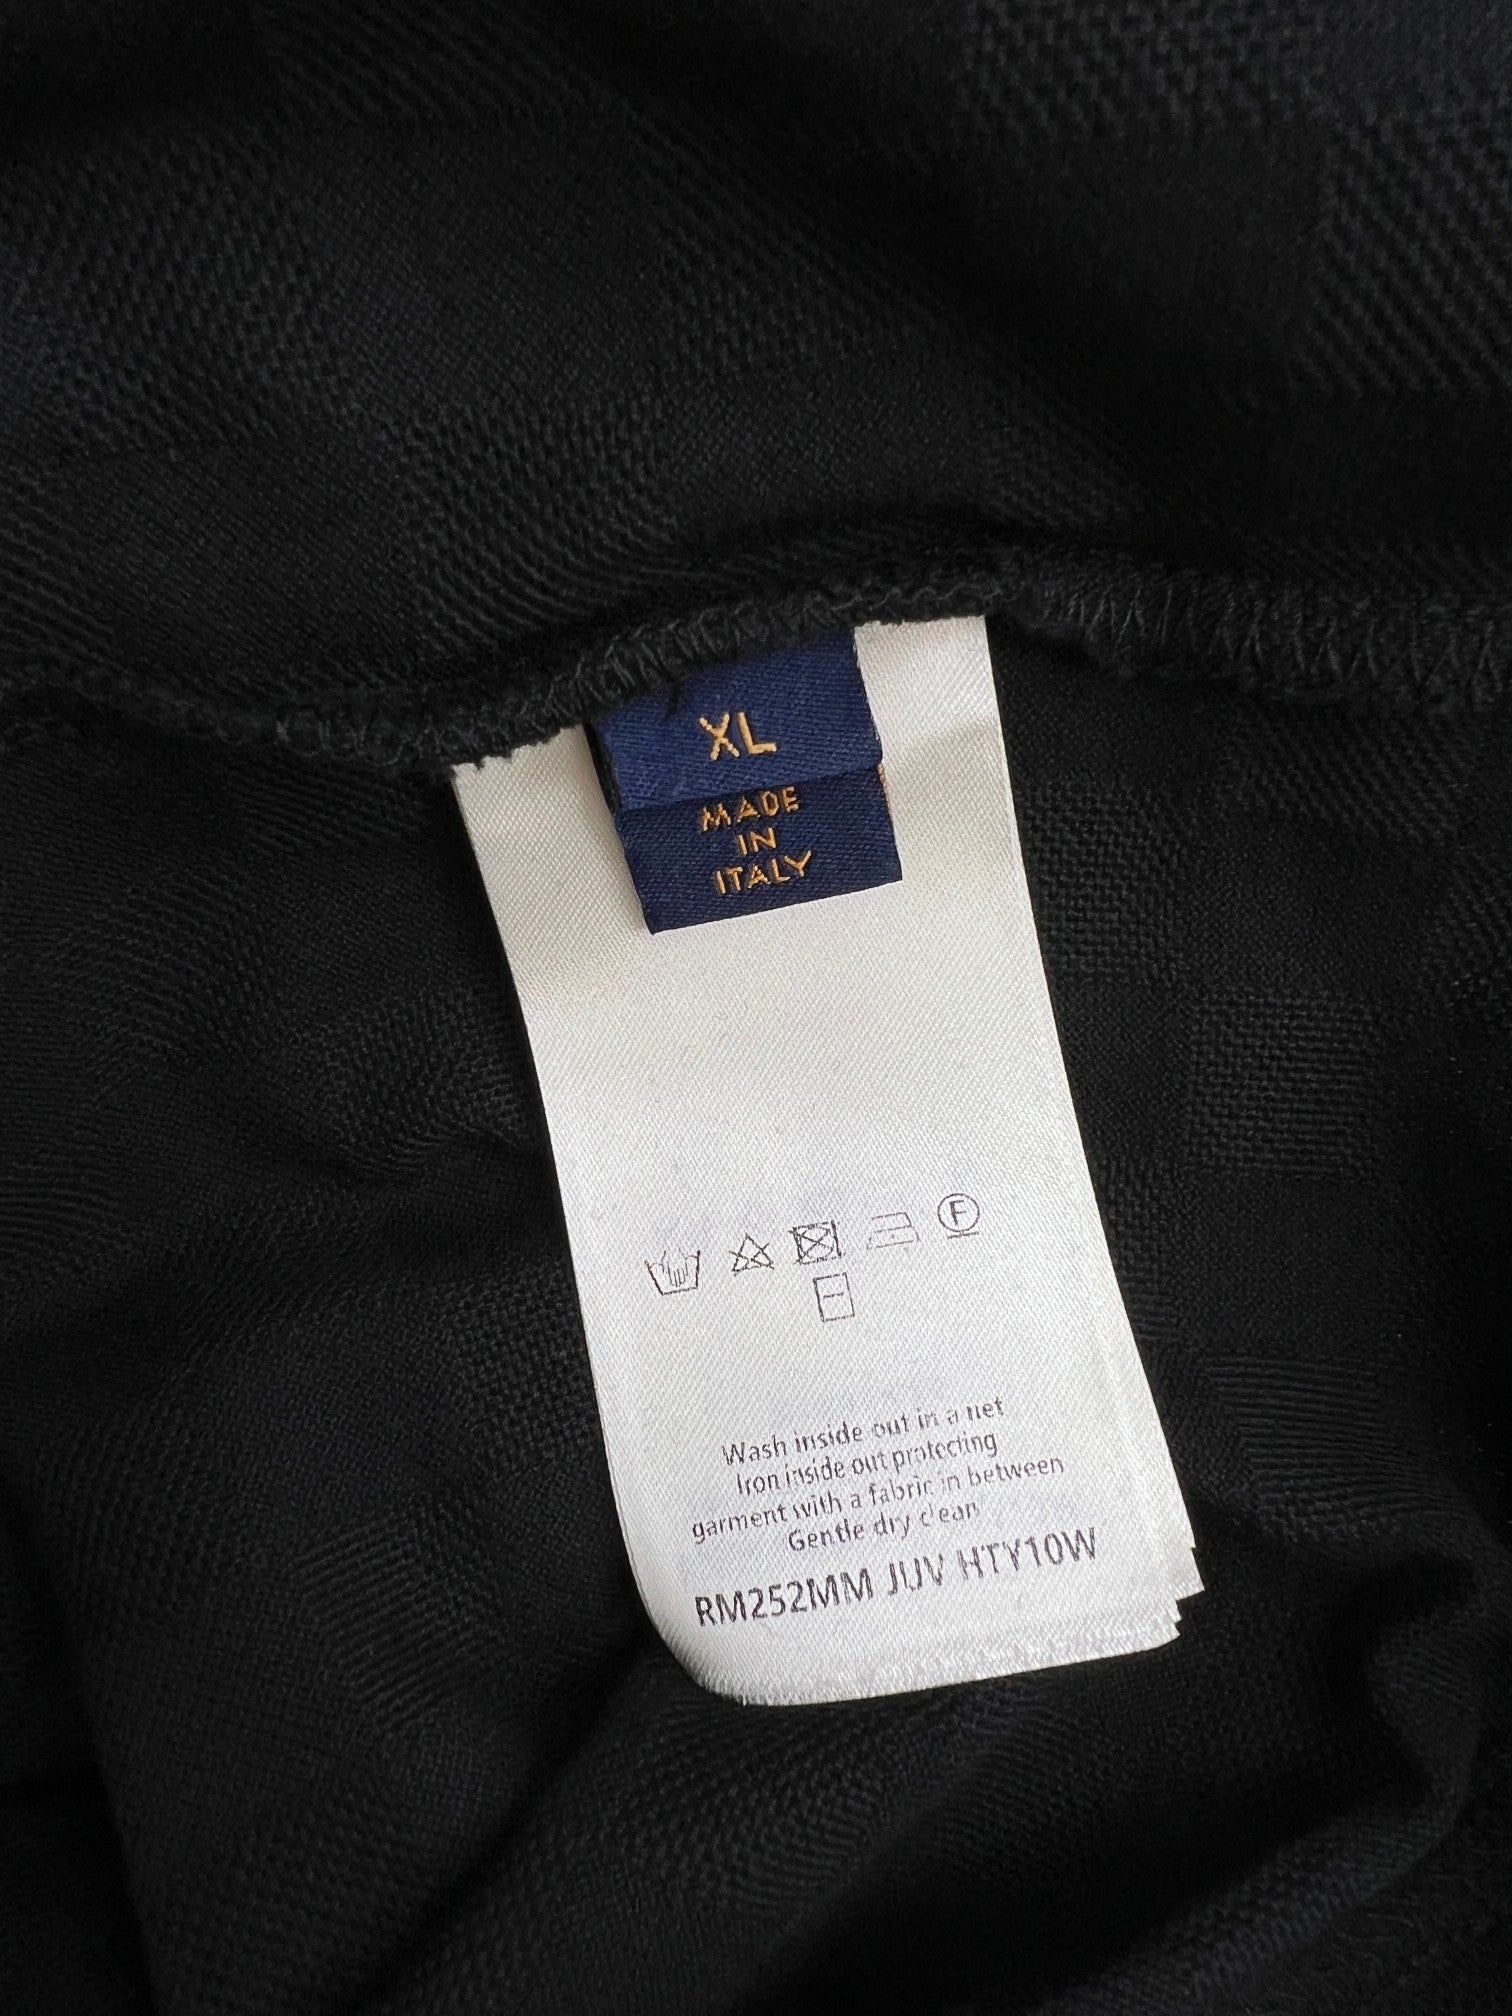 XL
MADE
IN
ITALY
F
Wash inside out in a net
Iron inside out protecting
garment with a fabric in between
Gentle dry clean
RM252MM JUV HTY10W